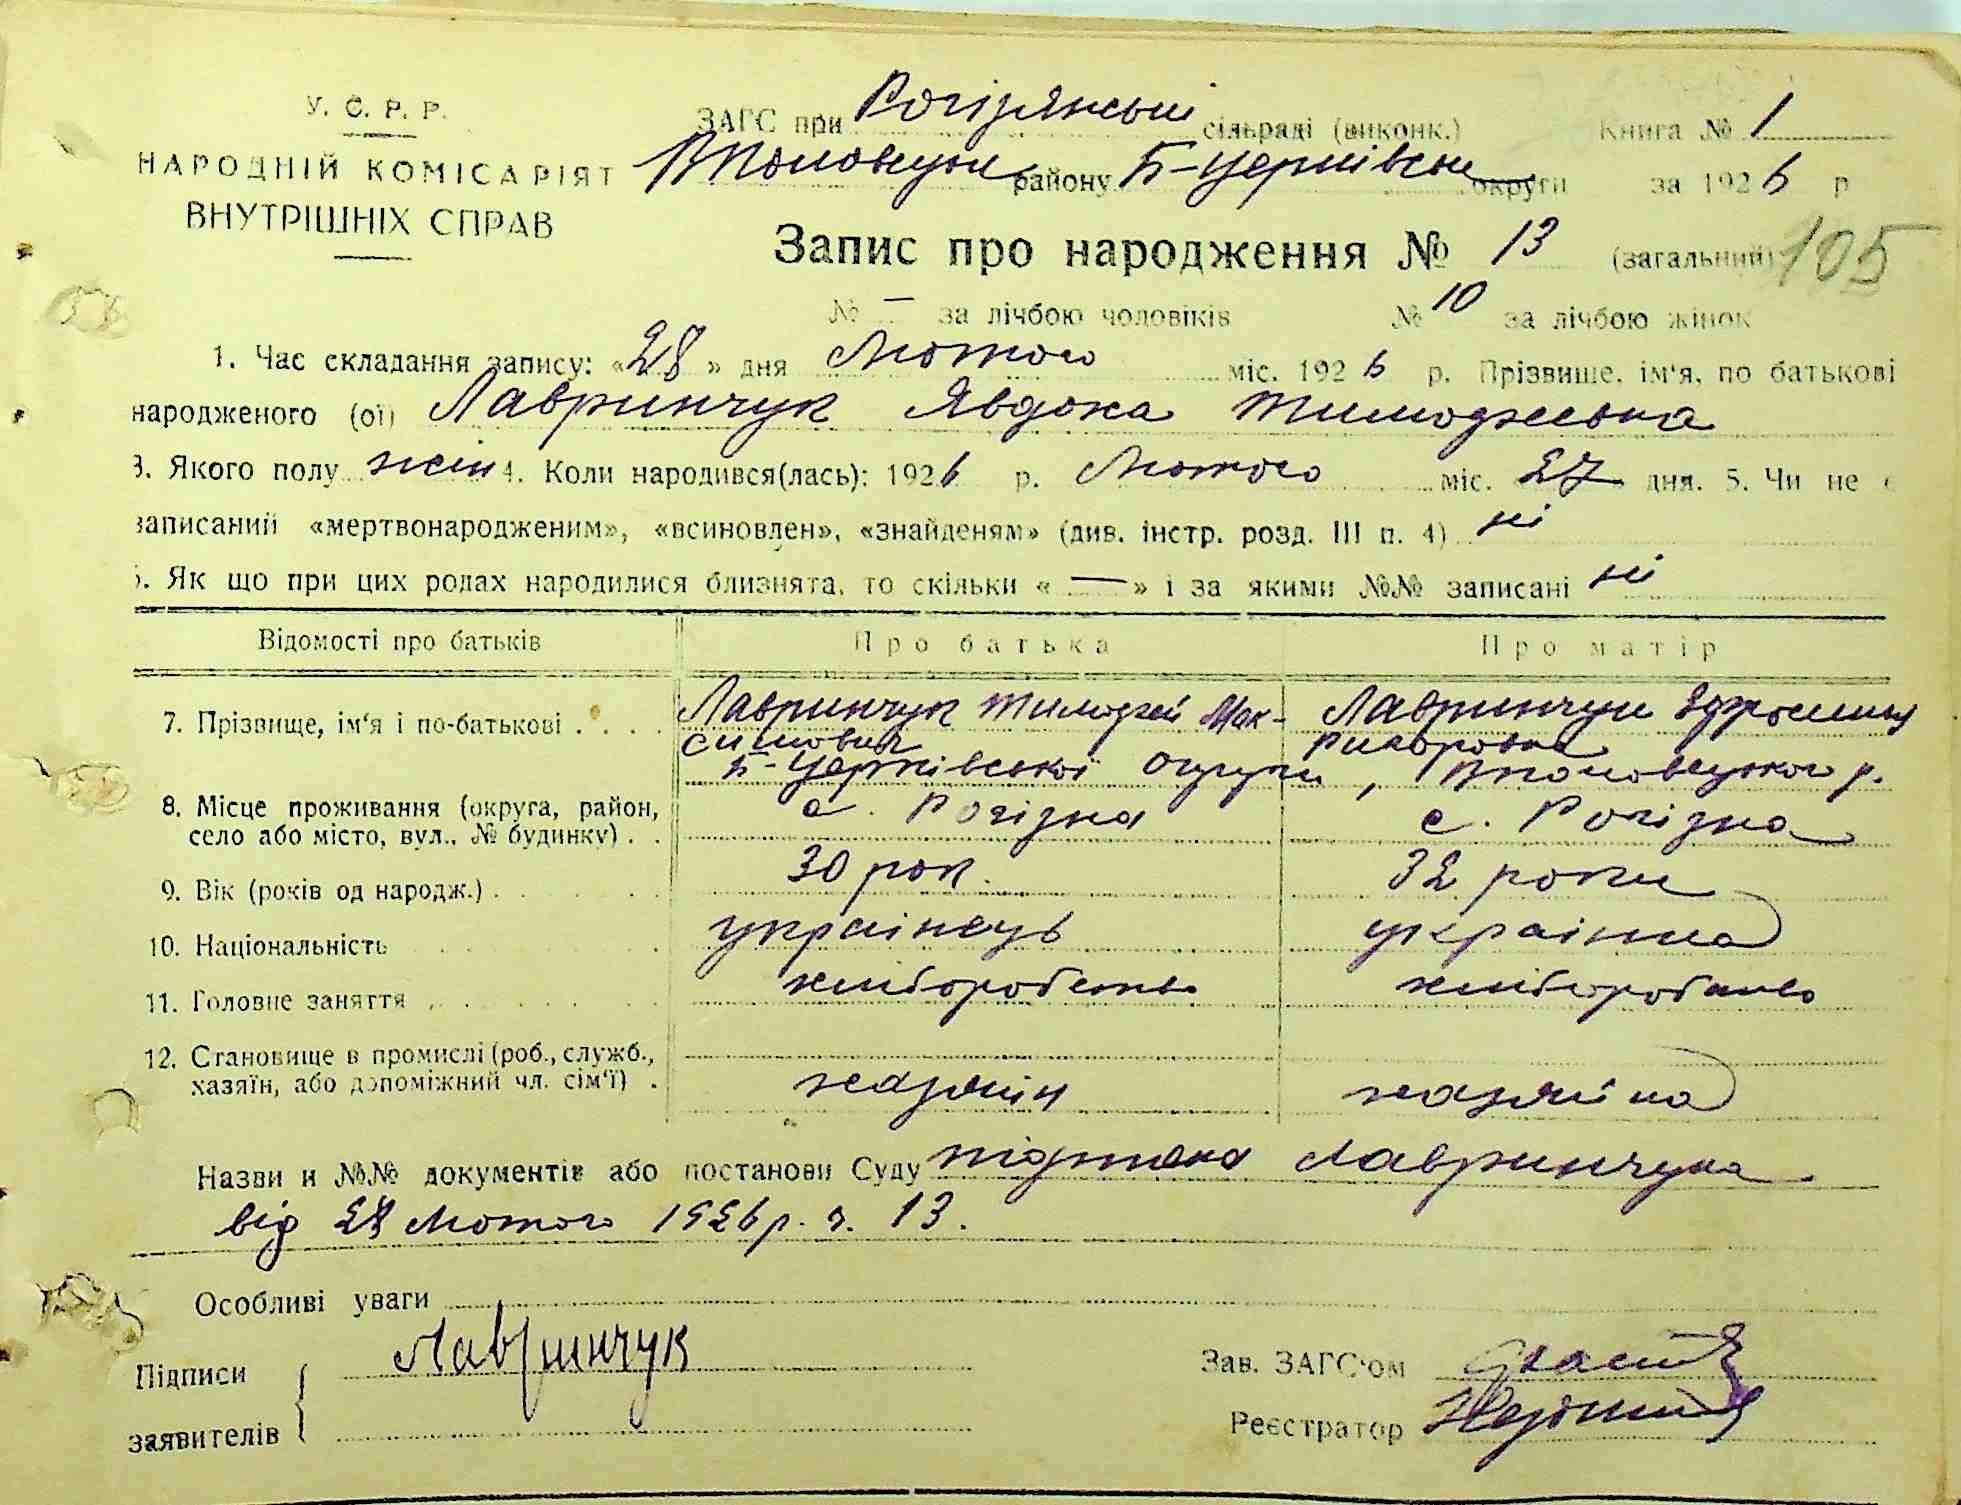 У. С. Р. Р.
НАРОДНІЙ КОМІСАРІЯТ
ВНУТРІШНІХ СПРАВ
ЗАГС при Рогізянські сільраді (виконк.) Книга № 1
району Б-Церківськ округи за 1926 р
Запис про народження № 13 (загальний) 105
№ — за лічбою чоловіків № 10 за лічбою жінок
1. Час складання запису: «28» дня Лютого міс. 1926 р. Прізвище, ім'я, по батькові
народженого (ої) Лавринчук Явдоха Тимофеевна
3. Якого полу жін 4. Коли народився(лась): 1926 р. Лютого міс. 27 дня. 5. Чи не є
записаний «мертвонародженим», «всиновлен», «знайденям» (див. інстр. розд. III п. 4) ні
6. Як що при цих родах народилися близнята, то скільки « — » і за якими №№ записані ні
Відомості про батьків Про батька Про матір
7. Прізвище, ім'я і по-батькові . . . . Лавринчук Тимофей Мак- Лавринчук
симович
Б-Церківської Округи,
8. Місце проживання (округа, район, с. Рогізна с. Рогізна
село або місто, вул., № будинку) . .
9. Вік (років од народж.) . 30 рок. 32 роки
10. Національність українець українка
11. Головне заняття хлиборобство хлиборобство
12. Становище в промислі (роб., служб.,
хазяїн, або допоміжний чл. сім'ї) . хазяїн хазяїна
Назви и №№ документів або постанови Суду Лавринчука
від 28 Лютого 1926 р. ч. 13.
Особливі уваги
Підписи Лавринчук Зав. ЗАГС'ом
заявителів Реєстратор